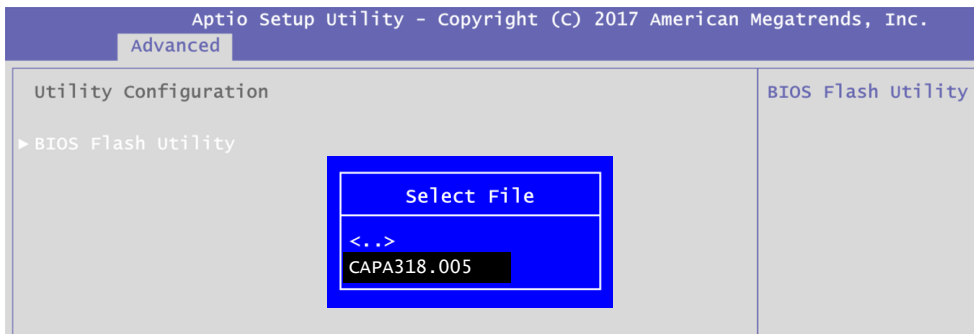 Aptio Setup Utility - Copyright (C) 2017 American Megatrends, Inc.
Advanced
Utility Configuration
BIOS Flash Utility
►BIOS Flash Utility
Select File
<..>
CAPA318.005